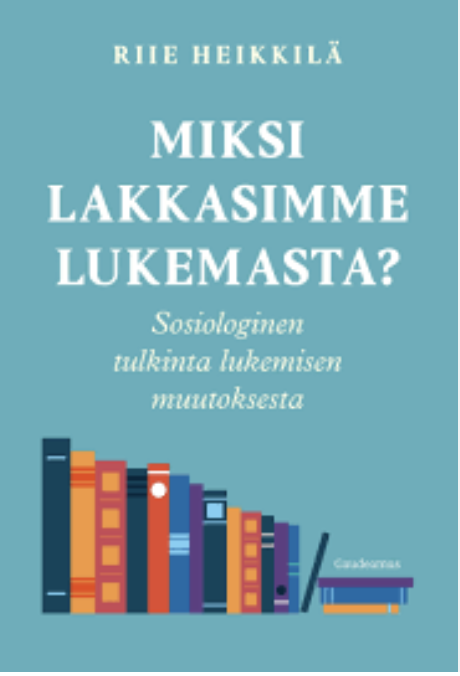 RIIE HEIKKILÄ
MIKSI
LAKKASIMME
LUKEMASTA?
Sosiologinen
tulkinta lukemisen
muutoksesta
Gaudeamus